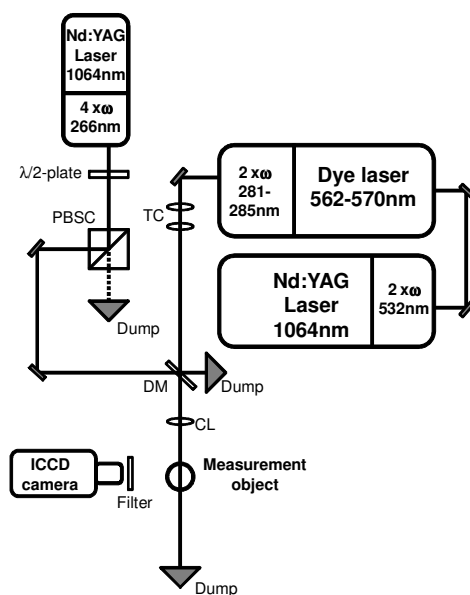 Nd:YAG
Laser
1064nm
4 xω
266nm
λ/2-plate
PBSC
Dump
TC
2 xω
281-
285nm
Dye laser
562-570nm
Nd:YAG
Laser
1064nm
2 xω
532nm
DM
Dump
CL
ICCD
camera
Filter
Measurement
object
Dump